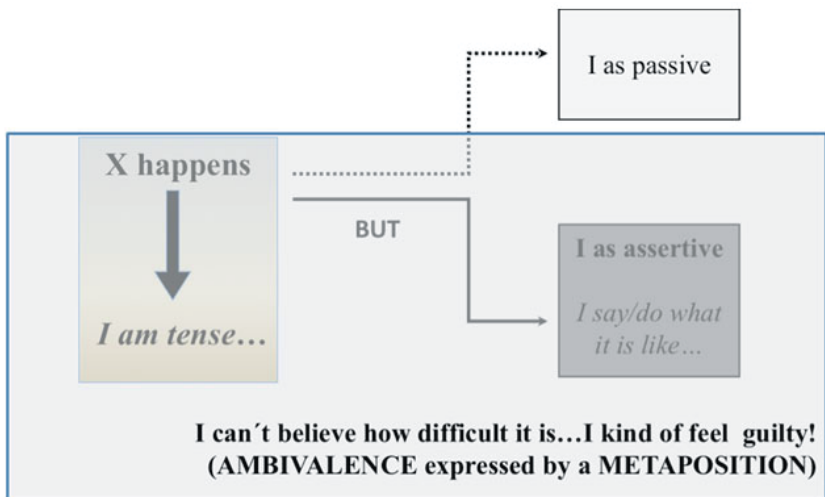 I as passive
X happens
BUT
I am tense…
I as assertive
I say/do what
it is like…
I can´t believe how difficult it is…I kind of feel guilty!
(AMBIVALENCE expressed by a METAPOSITION)